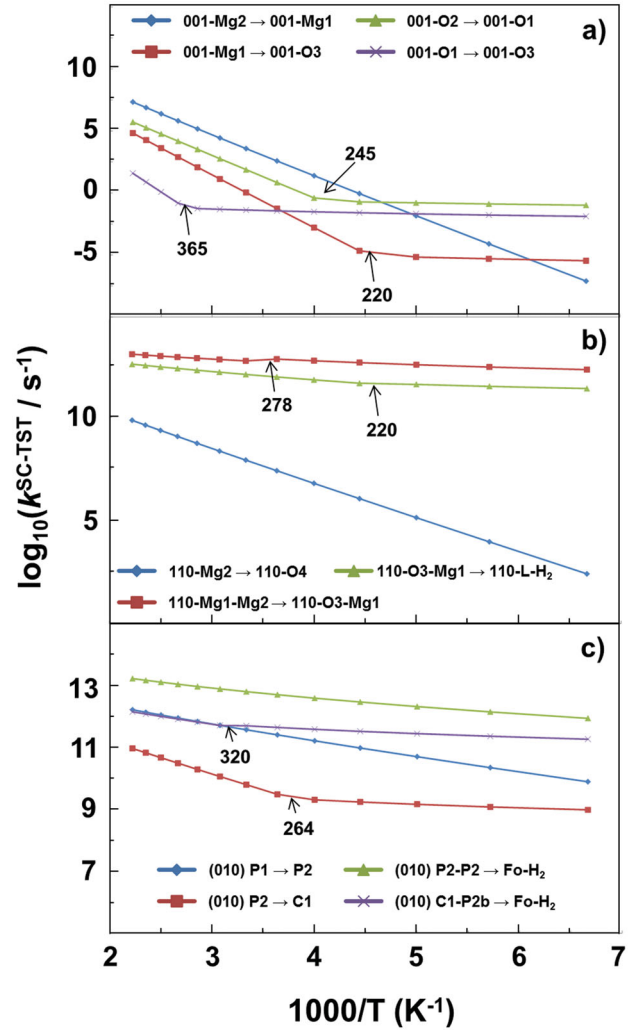 001-Mg2 → 001-Mg1 001-O2 → 001-O1 a)
001-Mg1 → 001-O3 001-O1 → 001-O3
10
5
0
-5
245
365
220
b)
10
5
278
220
110-Mg2 → 110-O4 110-O3-Mg1 → 110-L-H₂
110-Mg1-Mg2 → 110-O3-Mg1
log₁₀(k^SC-TST / s⁻¹)
c)
13
11
9
7
320
264
(010) P1 → P2 (010) P2-P2 → Fo-H₂
(010) P2 → C1 (010) C1-P2b → Fo-H₂
2 3 4 5 6 7
1000/T (K⁻¹)